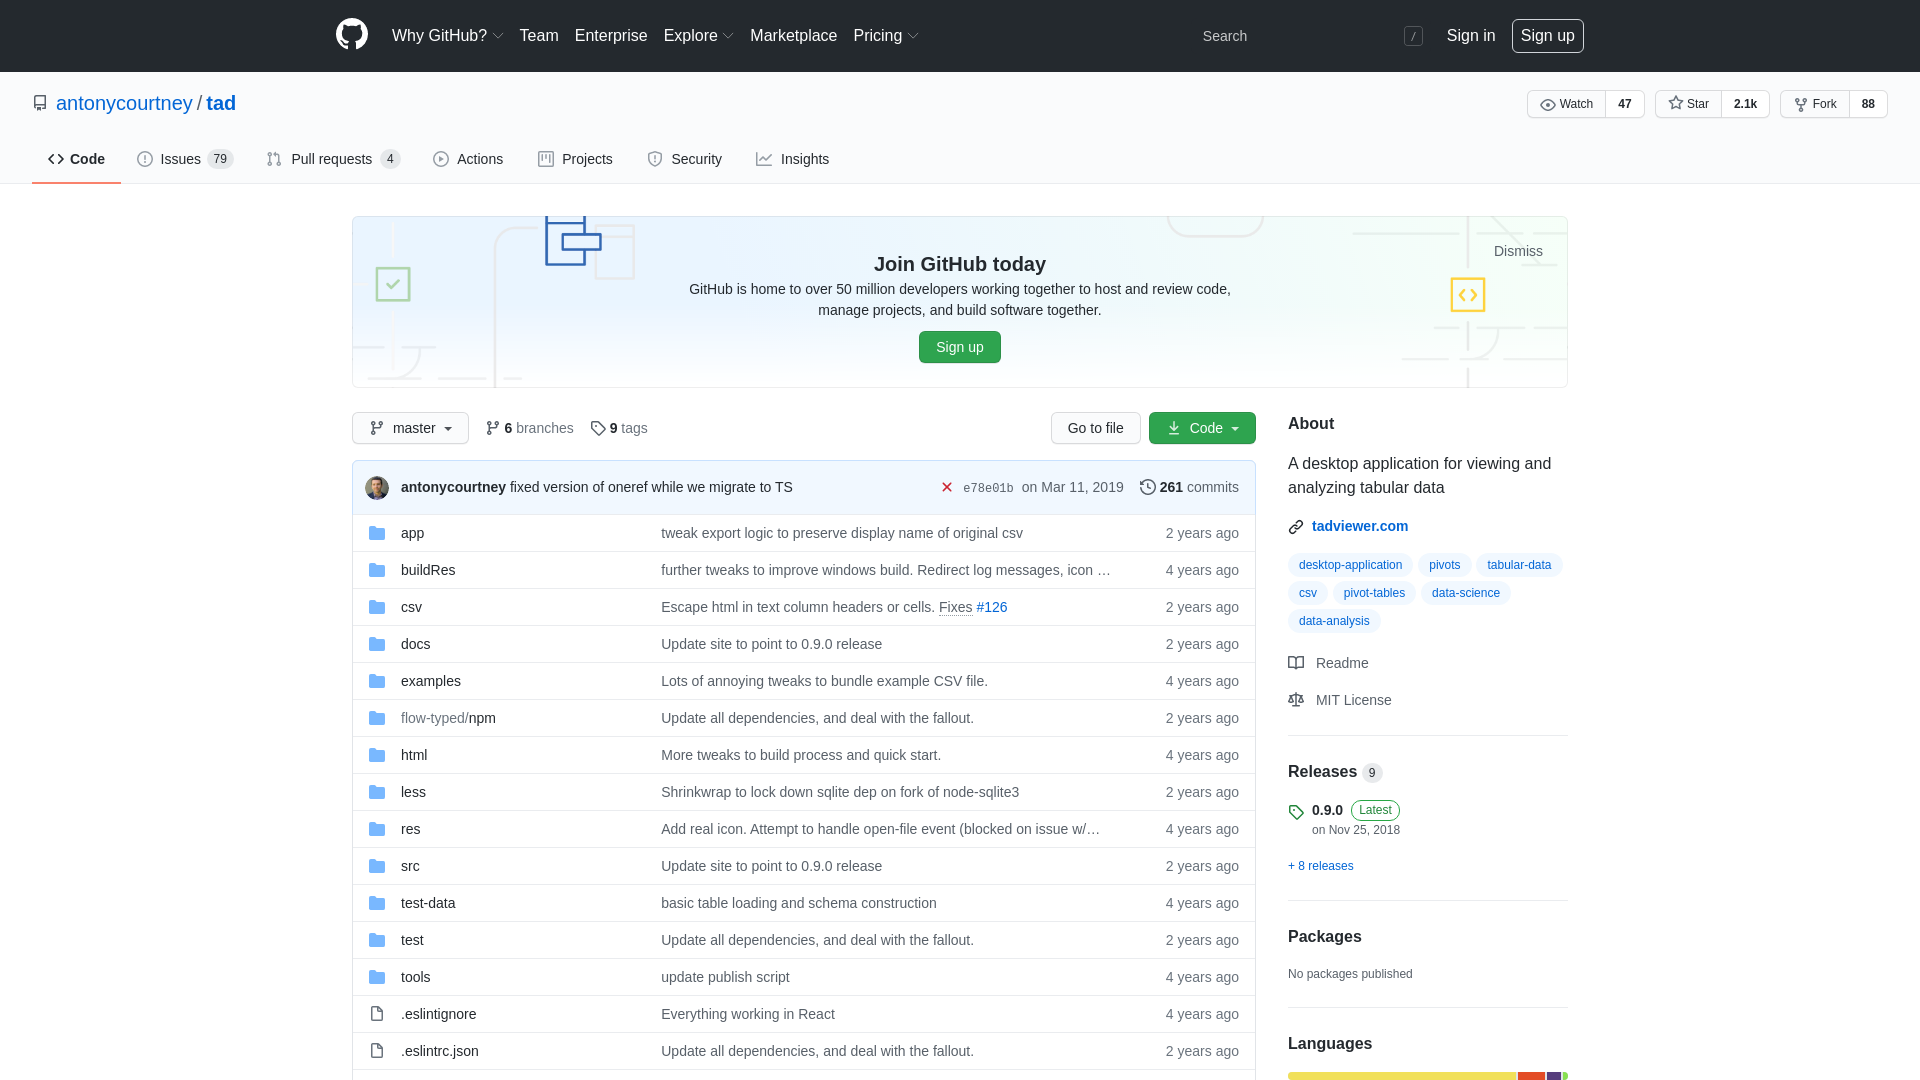 Why GitHub? Team Enterprise Explore Marketplace Pricing Search / Sign in Sign up
antonycourtney / tad Watch 47 Star 2.1k Fork 88
Code Issues 79 Pull requests 4 Actions Projects Security Insights
Dismiss
Join GitHub today
GitHub is home to over 50 million developers working together to host and review code,
manage projects, and build software together.
Sign up
master 6 branches 9 tags Go to file Code
antonycourtney fixed version of oneref while we migrate to TS e78e01b on Mar 11, 2019 261 commits
app tweak export logic to preserve display name of original csv 2 years ago
buildRes further tweaks to improve windows build. Redirect log messages, icon … 4 years ago
csv Escape html in text column headers or cells. Fixes #126 2 years ago
docs Update site to point to 0.9.0 release 2 years ago
examples Lots of annoying tweaks to bundle example CSV file. 4 years ago
flow-typed/npm Update all dependencies, and deal with the fallout. 2 years ago
html More tweaks to build process and quick start. 4 years ago
less Shrinkwrap to lock down sqlite dep on fork of node-sqlite3 2 years ago
res Add real icon. Attempt to handle open-file event (blocked on issue w/… 4 years ago
src Update site to point to 0.9.0 release 2 years ago
test-data basic table loading and schema construction 4 years ago
test Update all dependencies, and deal with the fallout. 2 years ago
tools update publish script 4 years ago
.eslintignore Everything working in React 4 years ago
.eslintrc.json Update all dependencies, and deal with the fallout. 2 years ago
About
A desktop application for viewing and
analyzing tabular data
tadviewer.com
desktop-application pivots tabular-data
csv pivot-tables data-science
data-analysis
Readme
MIT License
Releases 9
0.9.0 Latest
on Nov 25, 2018
+ 8 releases
Packages
No packages published
Languages